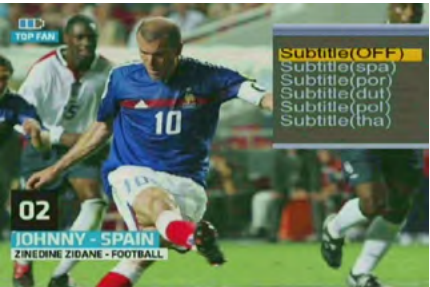 TOP FAN
Subtitle(OFF)
Subtitle(spa)
Subtitle(por)
Subtitle(dut)
Subtitle(pol)
Subtitle(tha)
10
10
02
JOHNNY - SPAIN
ZINEDINE ZIDANE - FOOTBALL